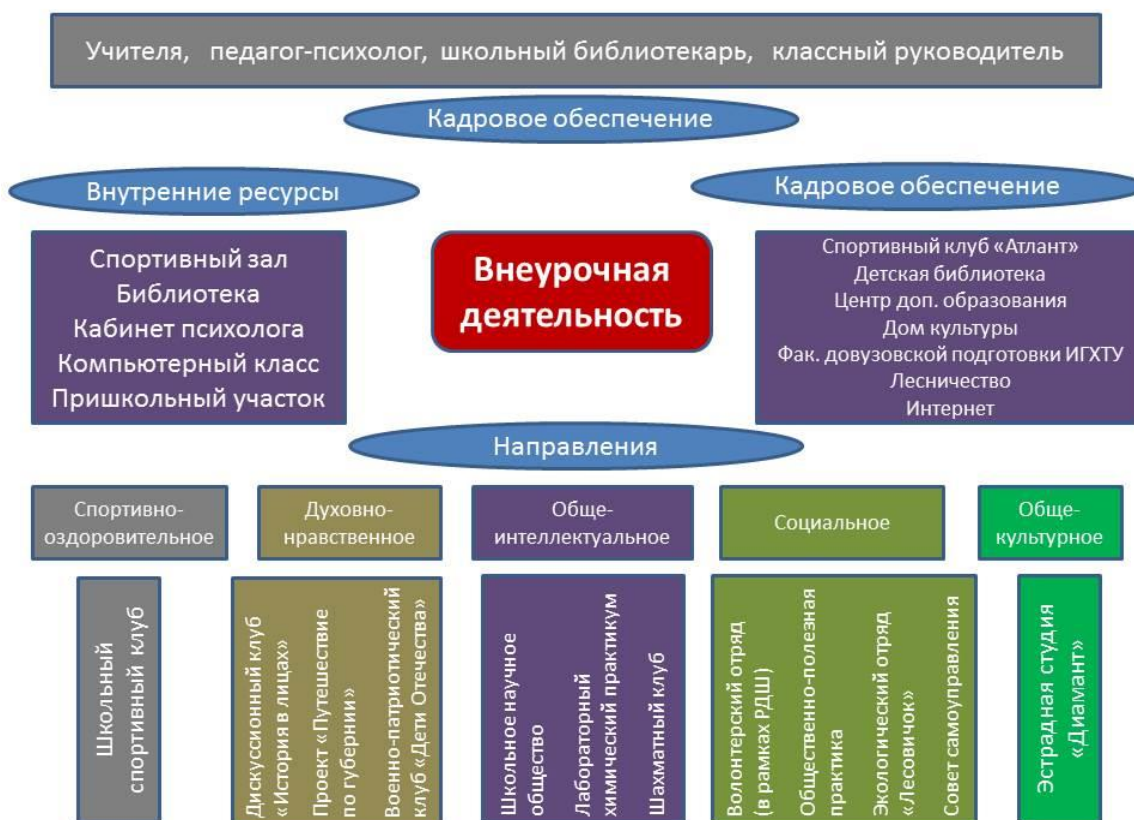 Учителя, педагог-психолог, школьный библиотекарь, классный руководитель
Кадровое обеспечение
Внутренние ресурсы
Кадровое обеспечение
Спортивный зал
Библиотека
Кабинет психолога
Компьютерный класс
Пришкольный участок
Внеурочная
деятельность
Спортивный клуб «Атлант»
Детская библиотека
Центр доп. образования
Дом культуры
Фак. довузовской подготовки ИГХТУ
Лесничество
Интернет
Направления
Спортивно-
оздоровительное
Духовно-
нравственное
Обще-
интеллектуальное
Социальное
Обще-
культурное
Школьный
спортивный клуб
Дискуссионный клуб
«История в лицах»
Проект «Путешествие
по губернии»
Военно-патриотический
клуб «Дети Отечества»
Школьное научное
общество
Лабораторный
химический практикум
Шахматный клуб
Волонтерский отряд
(в рамках РДШ)
Общественно-полезная
практика
Экологический отряд
«Лесовичок»
Совет самоуправления
Эстрадная студия
«Диамант»